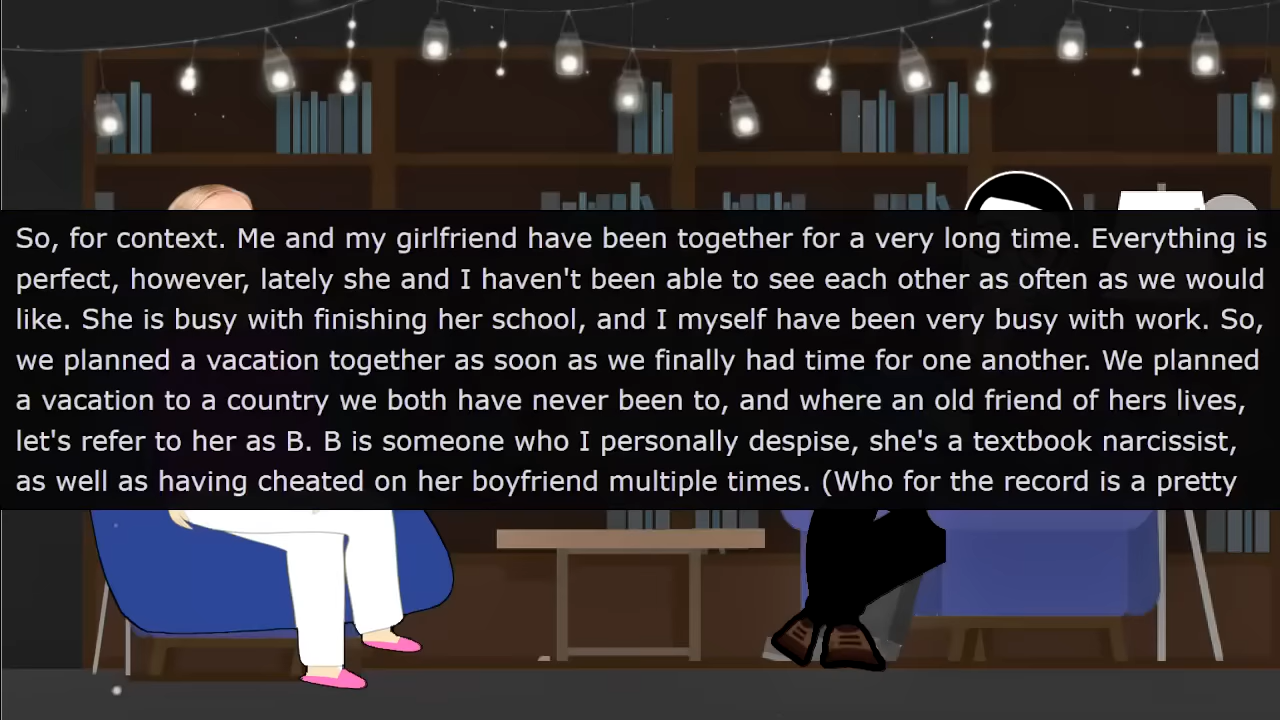 So, for context. Me and my girlfriend have been together for a very long time. Everything is
perfect, however, lately she and I haven't been able to see each other as often as we would
like. She is busy with finishing her school, and I myself have been very busy with work. So,
we planned a vacation together as soon as we finally had time for one another. We planned
a vacation to a country we both have never been to, and where an old friend of hers lives,
let's refer to her as B. B is someone who I personally despise, she's a textbook narcissist,
as well as having cheated on her boyfriend multiple times. (Who for the record is a pretty